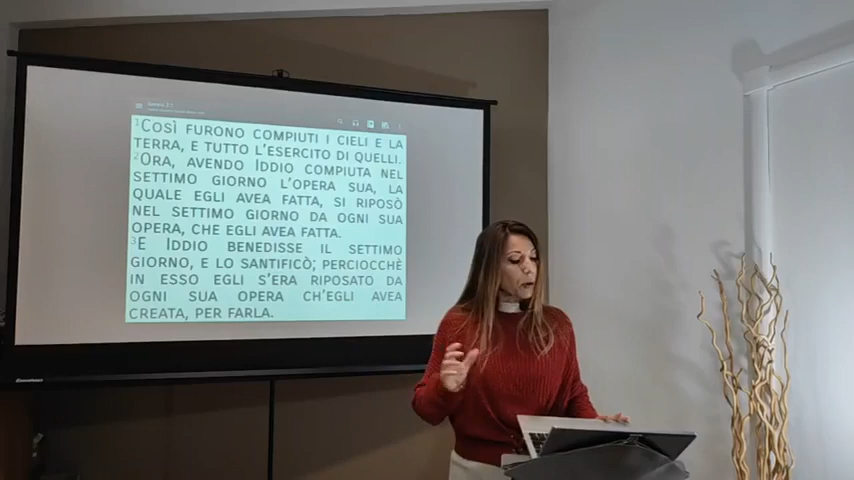 1Così FURONO COMPIUTI I CIELI E LA
TERRA, E TUTTO L'ESERCITO DI QUELLI.
2ORA, AVENDO IDDIO COMPIUTA NEL
SETTIMO GIORNO L'OPERA SUA, LA
QUALE EGLI AVEA FATTA, SI RIPOSÒ
NEL SETTIMO GIORNO DA OGNI SUA
OPERA, CHE EGLI AVEA FATTA.
3E IDDIO BENEDISSE IL SETTIMO
GIORNO, E LO SANTIFICÒ; PERCIOCCHÈ
IN ESSO EGLI S'ERA RIPOSATO DA
OGNI SUA OPERA CH'EGLI AVEA
CREATA, PER FARLA.